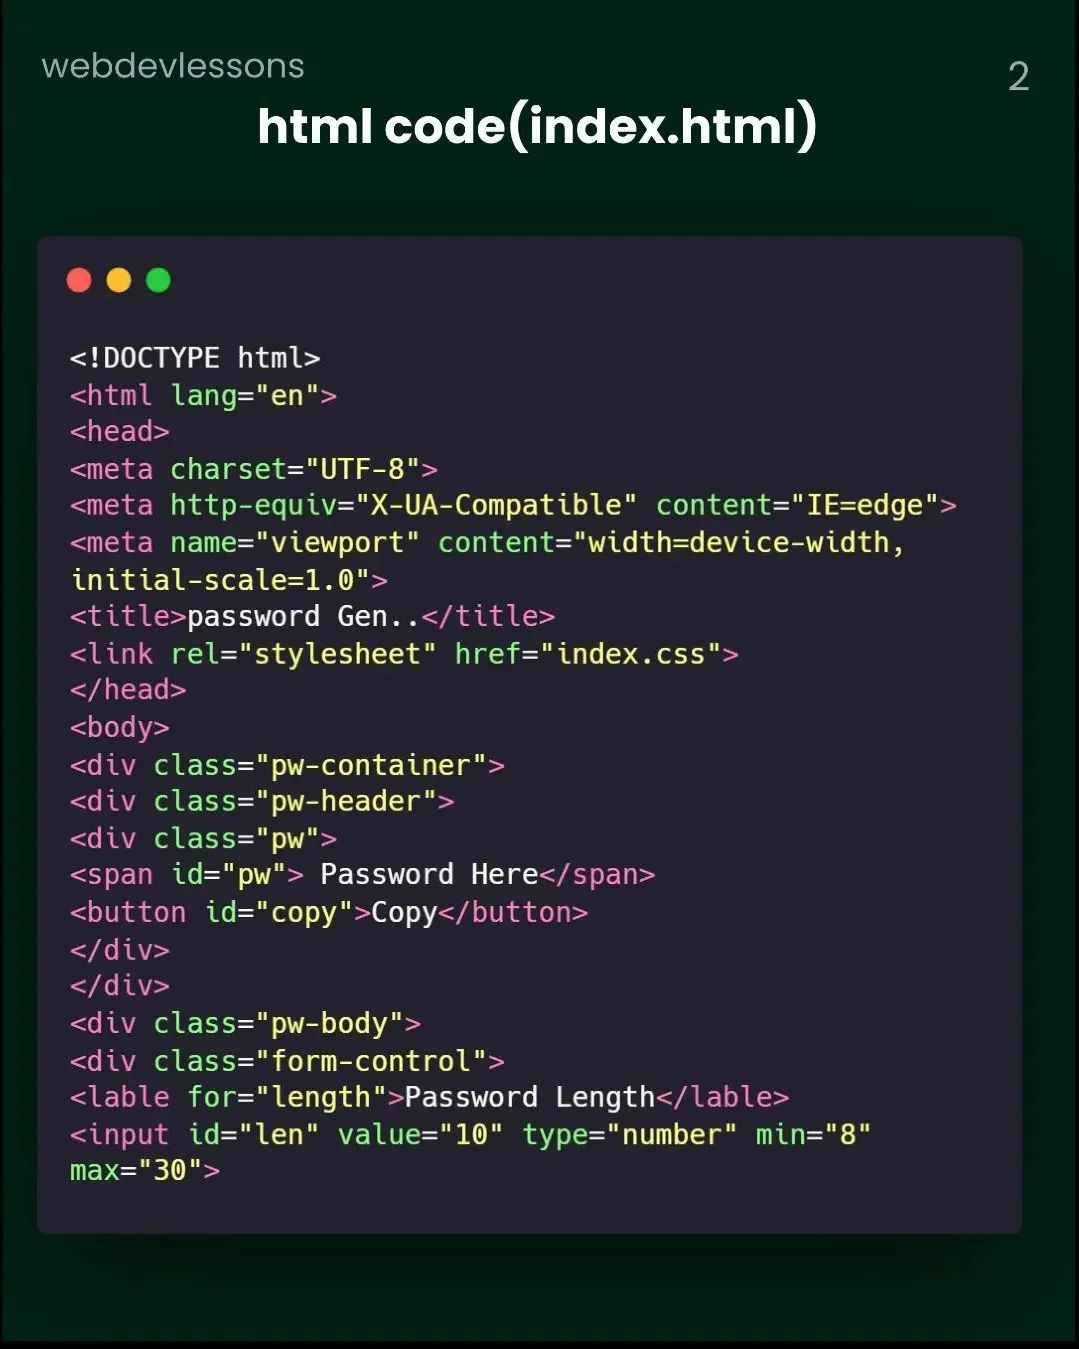 webdevlessons
2
html code(index.html)
<!DOCTYPE html>
<html lang="en">
<head>
<meta charset="UTF-8">
<meta http-equiv="X-UA-Compatible" content="IE=edge">
<meta name="viewport" content="width=device-width,
initial-scale=1.0">
<title>password Gen..</title>
<link rel="stylesheet" href="index.css">
</head>
<body>
<div class="pw-container">
<div class="pw-header">
<div class="pw">
<span id="pw"> Password Here</span>
<button id="copy">Copy</button>
</div>
</div>
<div class="pw-body">
<div class="form-control">
<lable for="length">Password Length</lable>
<input id="len" value="10" type="number" min="8"
max="30">